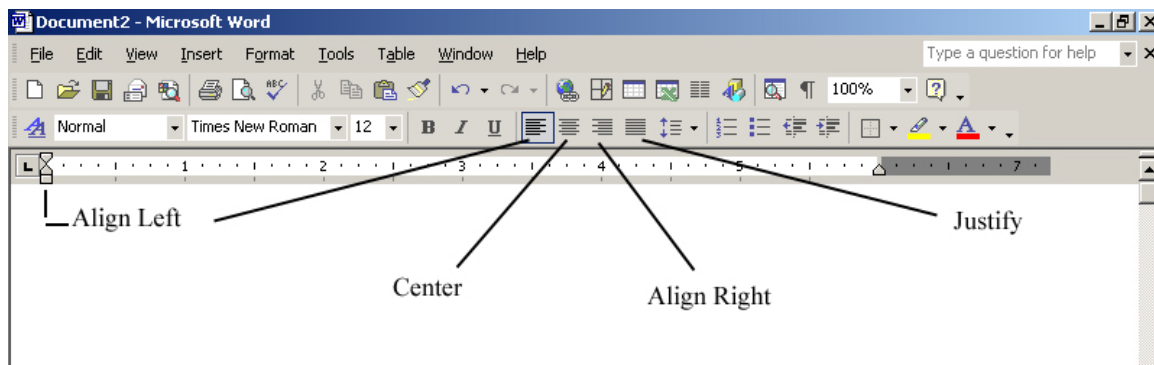 Document2 - Microsoft Word
File Edit View Insert Format Tools Table Window Help Type a question for help
ABC 100%
Normal Times New Roman 12 B I U A
1 2 3 4 5 7
Align Left
Justify
Center
Align Right